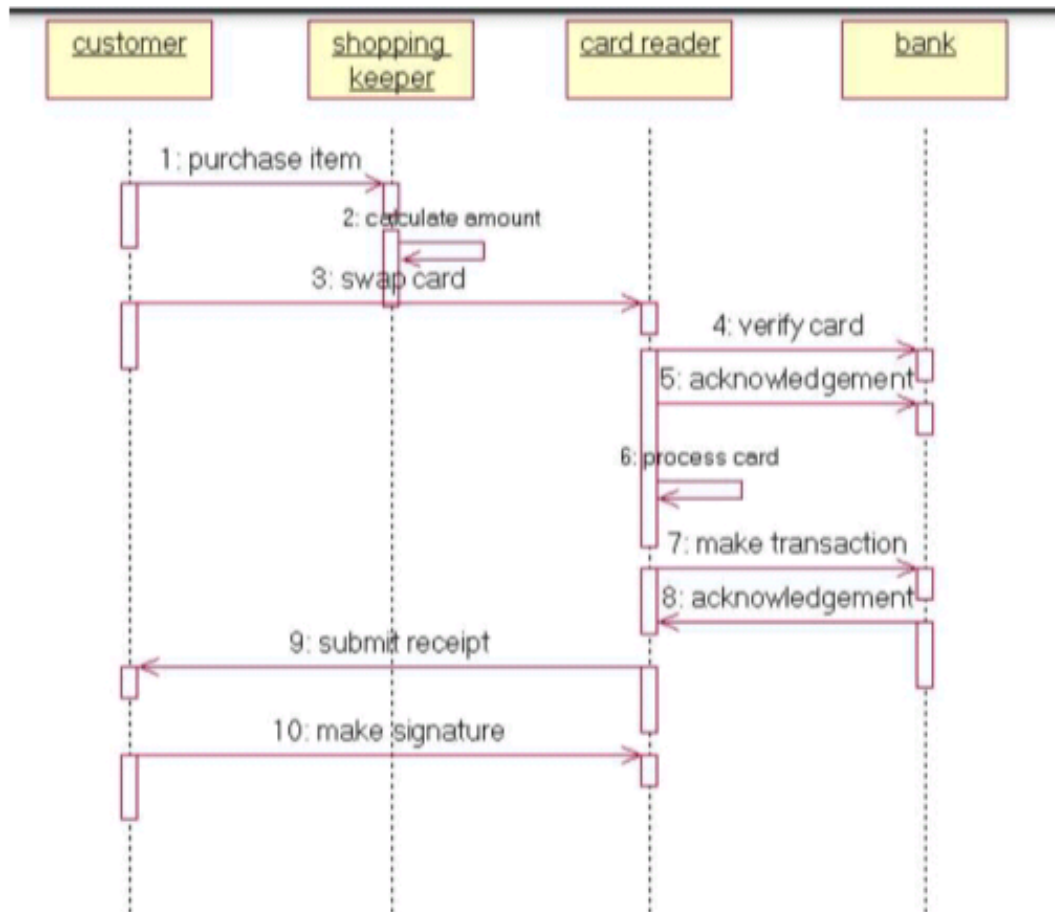 customer
shopping
keeper
card reader
bank
1: purchase item
2: calculate amount
3: swap card
4: verify card
5: acknowledgement
6: process card
7: make transaction
8: acknowledgement
9: submit receipt
10: make signature